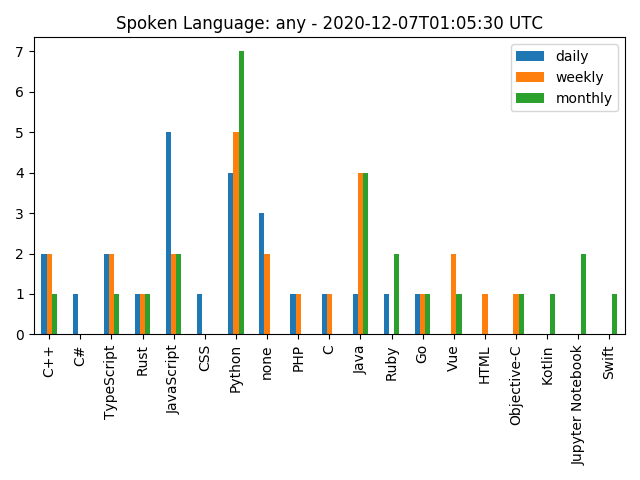 Spoken Language: any - 2020-12-07T01:05:30 UTC
daily
weekly
monthly
7
6
5
4
3
2
1
0
C++
C#
TypeScript
Rust
JavaScript
CSS
Python
none
PHP
C
Java
Ruby
Go
Vue
HTML
Objective-C
Kotlin
Jupyter Notebook
Swift